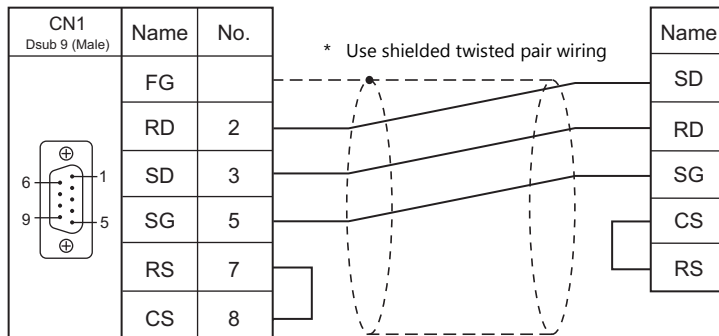 CN1
Dsub 9 (Male)
Name
No.
* Use shielded twisted pair wiring
Name
FG
SD
RD
2
RD
6
1
SD
3
SG
9
5
SG
5
CS
RS
7
RS
CS
8